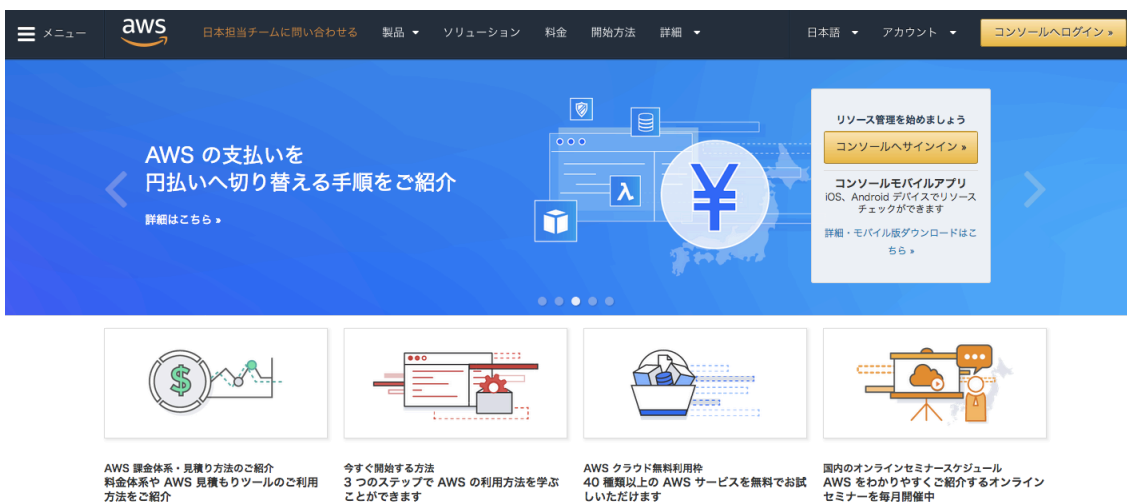 メニュー
aws
日本担当チームに問い合わせる
製品
ソリューション
料金
開始方法
詳細
日本語
アカウント
コンソールへログイン »
AWS の支払いを
円払いへ切り替える手順をご紹介
詳細はこちら »
¥
λ
リソース管理を始めましょう
コンソールへサインイン »
コンソールモバイルアプリ
iOS、Android デバイスでリソース
チェックができます
詳細・モバイル版ダウンロードはこ
ちら »
$
AWS 課金体系・見積り方法のご紹介
料金体系や AWS 見積もりツールのご利用
方法をご紹介
今すぐ開始する方法
3 つのステップで AWS の利用方法を学ぶ
ことができます
AWS クラウド無料利用枠
40 種類以上の AWS サービスを無料でお試
しいただけます
国内のオンラインセミナースケジュール
AWS をわかりやすくご紹介するオンライン
セミナーを毎月開催中